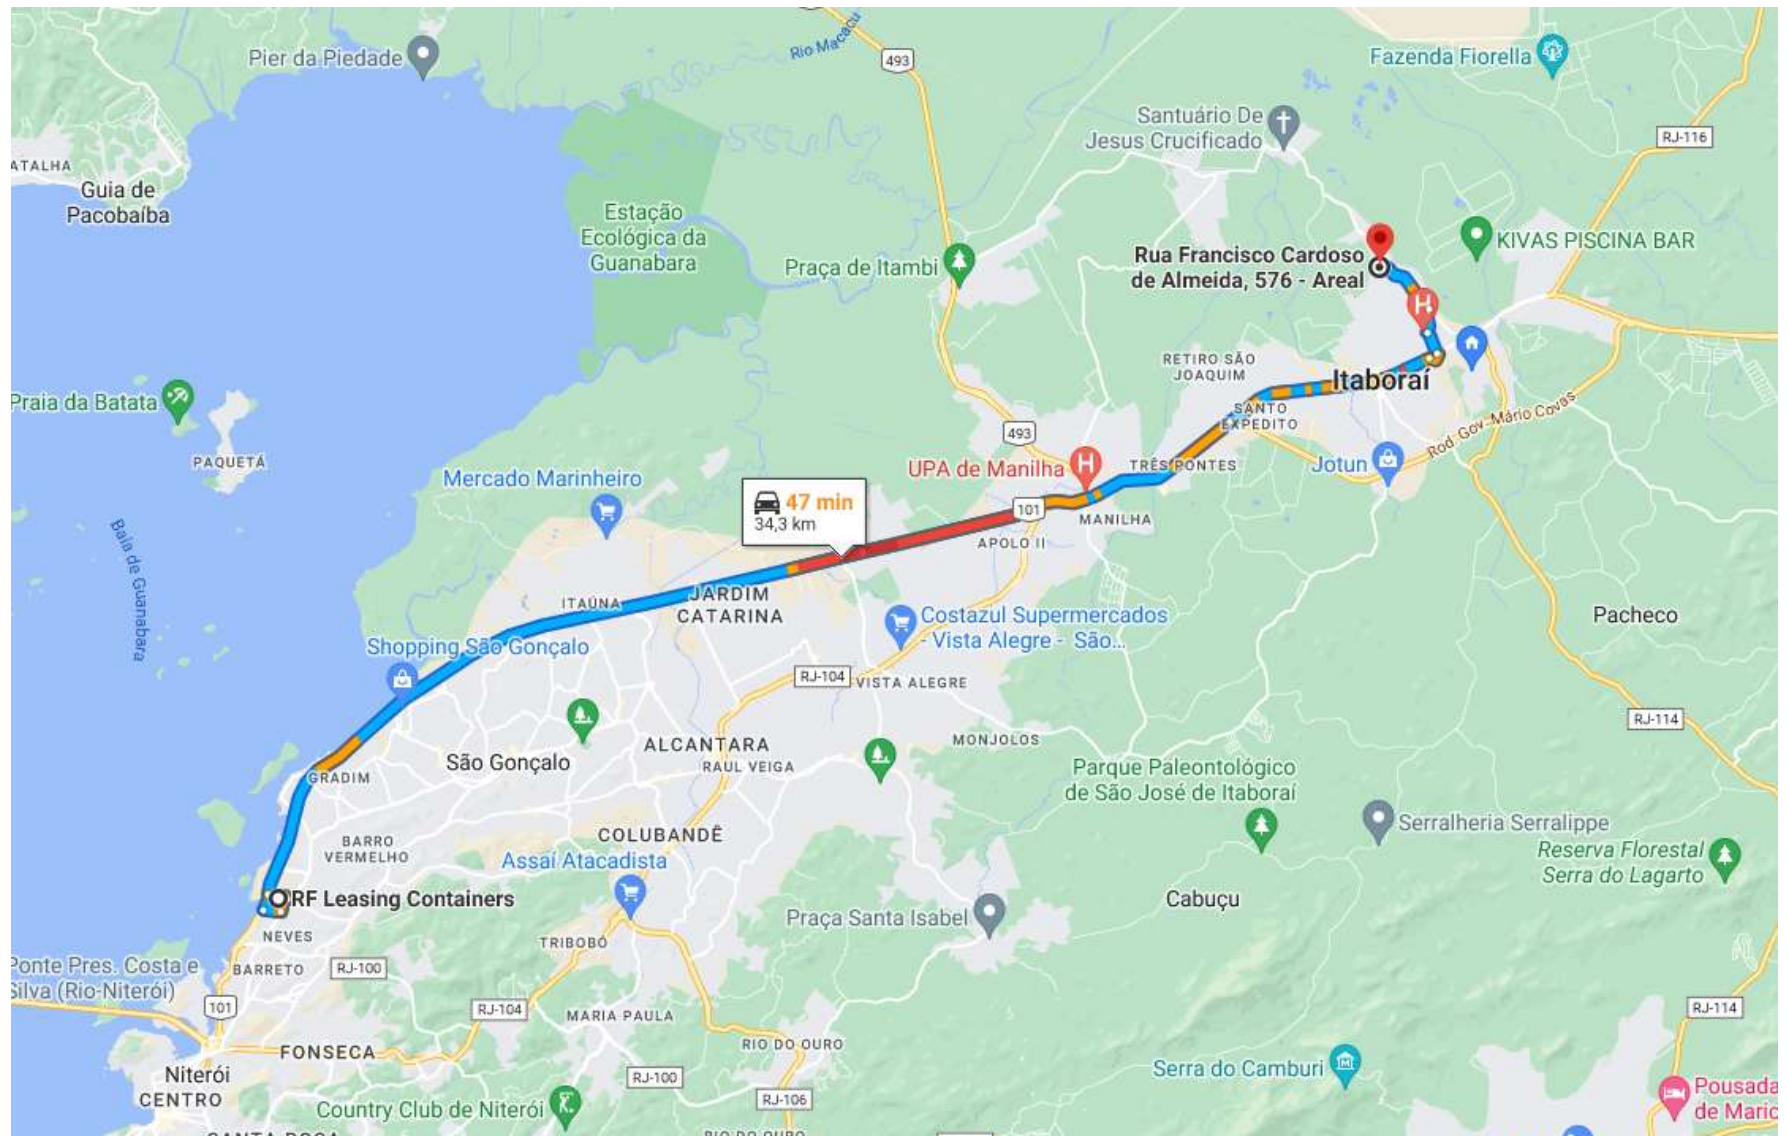 Rio Macacu
493
Pier da Piedade
Fazenda Fiorella
Santuário De
Jesus Crucificado
RJ-116
ATALHA
Guia de
Pacobaíba
Estação
Ecológica da
Guanabara
Praça de Itambi
Rua Francisco Cardoso
de Almeida, 576 - Areal
KIVAS PISCINA BAR
H
RETIRO SÃO
JOAQUIM
Itaboraí
Praia da Batata
PAQUETÁ
SANTO
EXPEDITO
Rod. Gov. Mário Covas
493
UPA de Manilha
H
TRÊS PONTES
Jotun
Mercado Marinheiro
47 min
34,3 km
101
MANILHA
APOLO II
Baía de Guanabara
ITAÚNA
JARDIM
CATARINA
Costazul Supermercados
- Vista Alegre - São...
Pacheco
Shopping São Gonçalo
RJ-104
VISTA ALEGRE
RJ-114
ALCANTARA
MONJOLOS
São Gonçalo
RAUL VEIGA
GRADIM
Parque Paleontológico
de São José de Itaboraí
COLUBANDÊ
Serralheria Serralippe
BARRO
VERMELHO
Assaí Atacadista
Reserva Florestal
Serra do Lagarto
RF Leasing Containers
Cabuçu
Praça Santa Isabel
NEVES
TRIBOBÓ
Ponte Pres. Costa e
Silva (Rio-Niterói)
BARRETO
RJ-100
101
RJ-104
MARIA PAULA
RJ-114
FONSECA
RIO DO OURO
Niterói
CENTRO
RJ-100
Serra do Camburi
M
RJ-106
Country Club de Niterói
Pousada
de Maric
SANTA ROSA
RIO DO OURO